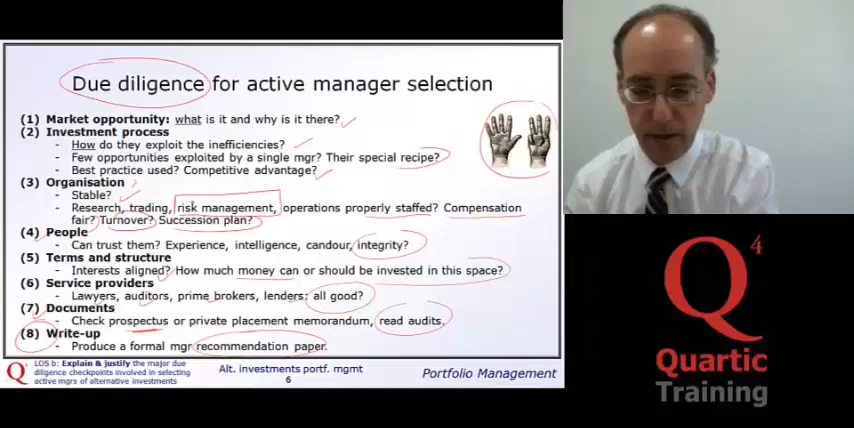 Due diligence for active manager selection
(1) Market opportunity: what is it and why is it there?
(2) Investment process
- How do they exploit the inefficiencies?
- Few opportunities exploited by a single mgr? Their special recipe?
- Best practice used? Competitive advantage?
(3) Organisation
- Stable?
- Research, trading, risk management, operations properly staffed? Compensation
fair? Turnover? Succession plan?
(4) People
- Can trust them? Experience, intelligence, candour, integrity?
(5) Terms and structure
- Interests aligned? How much money can or should be invested in this space?
(6) Service providers
- Lawyers, auditors, prime brokers, lenders: all good?
(7) Documents
- Check prospectus or private placement memorandum, read audits.
(8) Write-up
- Produce a formal mgr recommendation paper.
Q4
LOS b: Explain & justify the major due
diligence checkpoints involved in selecting
active mgrs of alternative investments
Alt. investments portf. mgmt
6
Portfolio Management
Q4
Quartic
Training